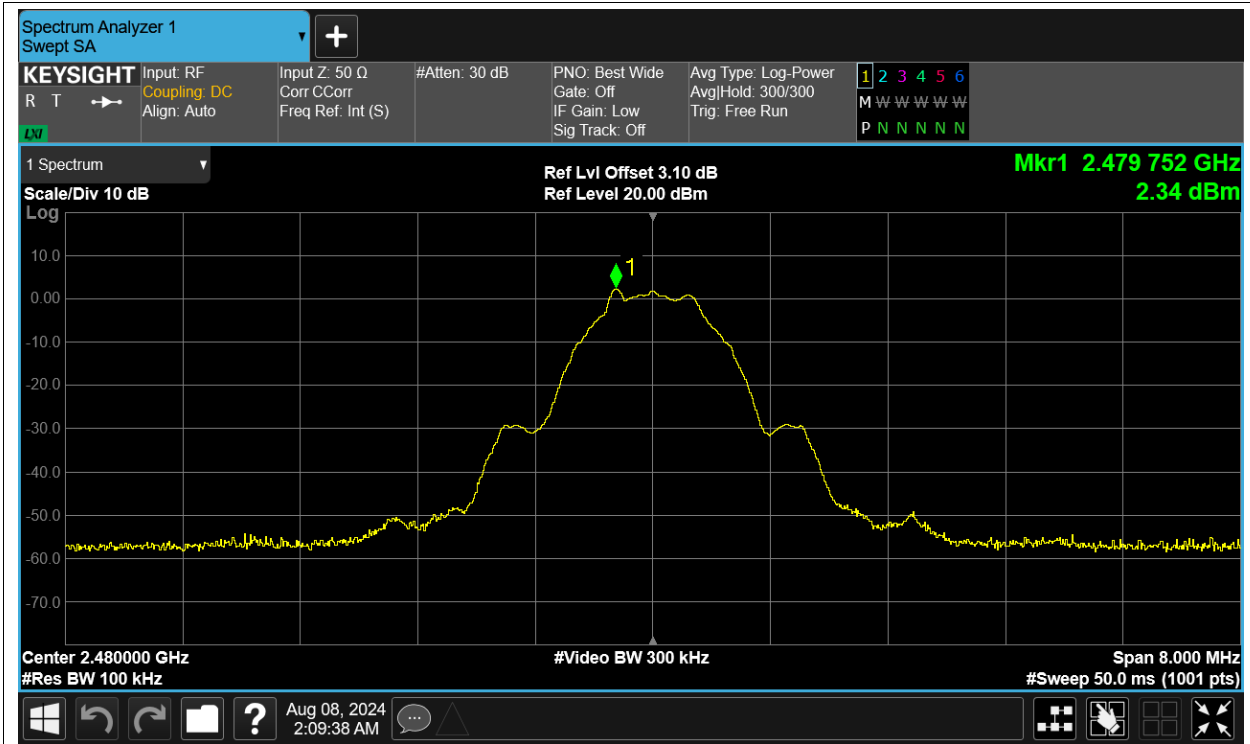 Spectrum Analyzer 1
Swept SA
KEYSIGHT
R T
LXI
Input: RF
Coupling: DC
Align: Auto
Input Z: 50 Ω
Corr CCorr
Freq Ref: Int (S)
#Atten: 30 dB
PNO: Best Wide
Gate: Off
IF Gain: Low
Sig Track: Off
Avg Type: Log-Power
Avg|Hold: 300/300
Trig: Free Run
1 2 3 4 5 6
M W W W W W
P N N N N N
1 Spectrum
Scale/Div 10 dB
Ref Lvl Offset 3.10 dB
Ref Level 20.00 dBm
Mkr1 2.479 752 GHz
2.34 dBm
Log
10.0
0.00
-10.0
-20.0
-30.0
-40.0
-50.0
-60.0
-70.0
1
Center 2.480000 GHz
#Res BW 100 kHz
#Video BW 300 kHz
Span 8.000 MHz
#Sweep 50.0 ms (1001 pts)
?
Aug 08, 2024
2:09:38 AM